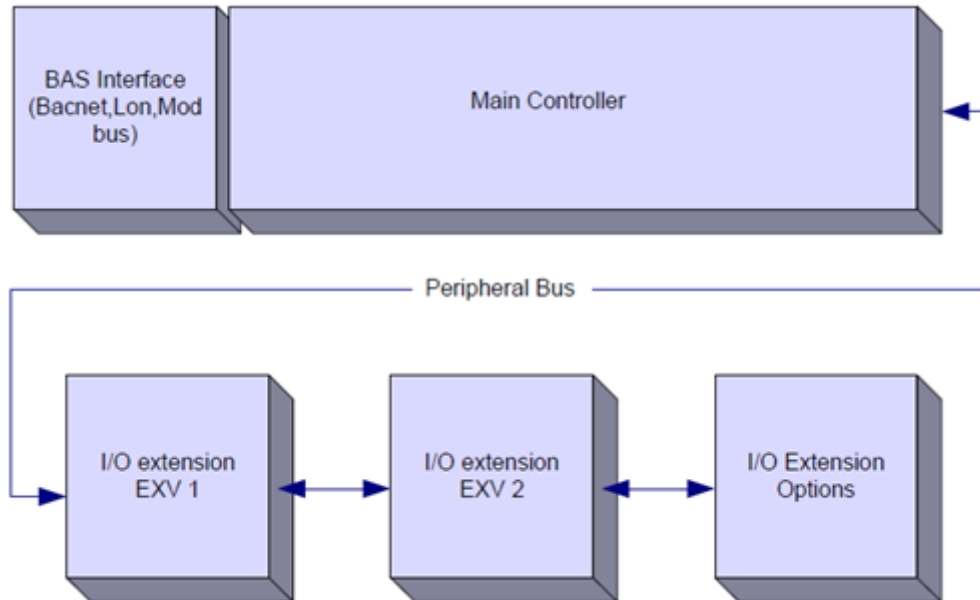 BAS Interface
(Bacnet,Lon,Mod
bus)
Main Controller
Peripheral Bus
I/O extension
EXV 1
I/O extension
EXV 2
I/O Extension
Options